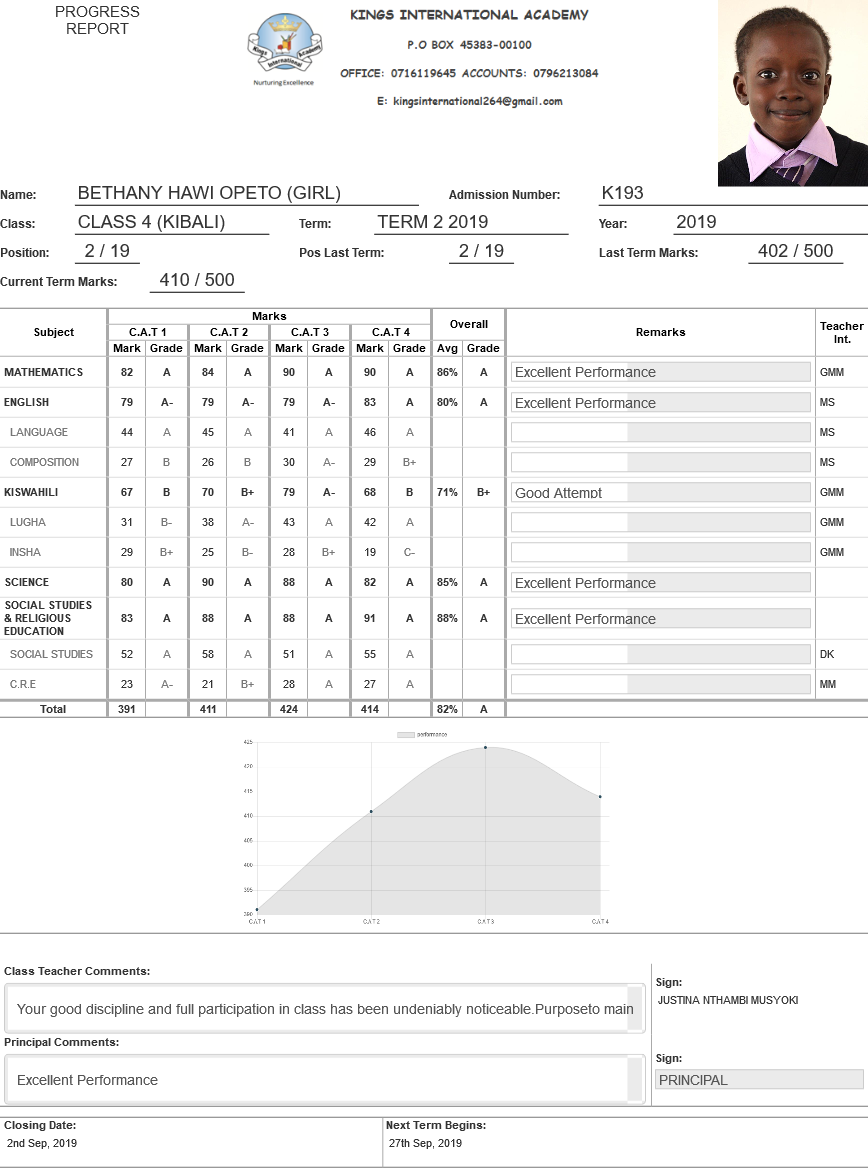 PROGRESS
REPORT
Kings International Academy
Nurturing Excellence
KINGS INTERNATIONAL ACADEMY
P.O BOX 45383-00100
OFFICE: 0716119645 ACCOUNTS: 0796213084
E: kingsinternational264@gmail.com
Name: BETHANY HAWI OPETO (GIRL) Admission Number: K193
Class: CLASS 4 (KIBALI) Term: TERM 2 2019 Year: 2019
Position: 2 / 19 Pos Last Term: 2 / 19 Last Term Marks: 402 / 500
Current Term Marks: 410 / 500
Subject Marks Overall Remarks Teacher Int.
C.A.T 1 C.A.T 2 C.A.T 3 C.A.T 4
Mark Grade Mark Grade Mark Grade Mark Grade Avg Grade
MATHEMATICS 82 A 84 A 90 A 90 A 86% A Excellent Performance GMM
ENGLISH 79 A- 79 A- 79 A- 83 A 80% A Excellent Performance MS
LANGUAGE 44 A 45 A 41 A 46 A MS
COMPOSITION 27 B 26 B 30 A- 29 B+ MS
KISWAHILI 67 B 70 B+ 79 A- 68 B 71% B+ Good Attempt GMM
LUGHA 31 B- 38 A- 43 A 42 A GMM
INSHA 29 B+ 25 B- 28 B+ 19 C- GMM
SCIENCE 80 A 90 A 88 A 82 A 85% A Excellent Performance
SOCIAL STUDIES
& RELIGIOUS
EDUCATION 83 A 88 A 88 A 91 A 88% A Excellent Performance
SOCIAL STUDIES 52 A 58 A 51 A 55 A DK
C.R.E 23 A- 21 B+ 28 A 27 A MM
Total 391 411 424 414 82% A
performance
425
420
415
410
405
400
395
390
C.A.T 1 C.A.T 2 C.A.T 3 C.A.T 4
Class Teacher Comments:
Your good discipline and full participation in class has been undeniably noticeable.Purposeto main
Sign:
JUSTINA NTHAMBI MUSYOKI
Principal Comments:
Excellent Performance
Sign:
PRINCIPAL
Closing Date: Next Term Begins:
2nd Sep, 2019 27th Sep, 2019